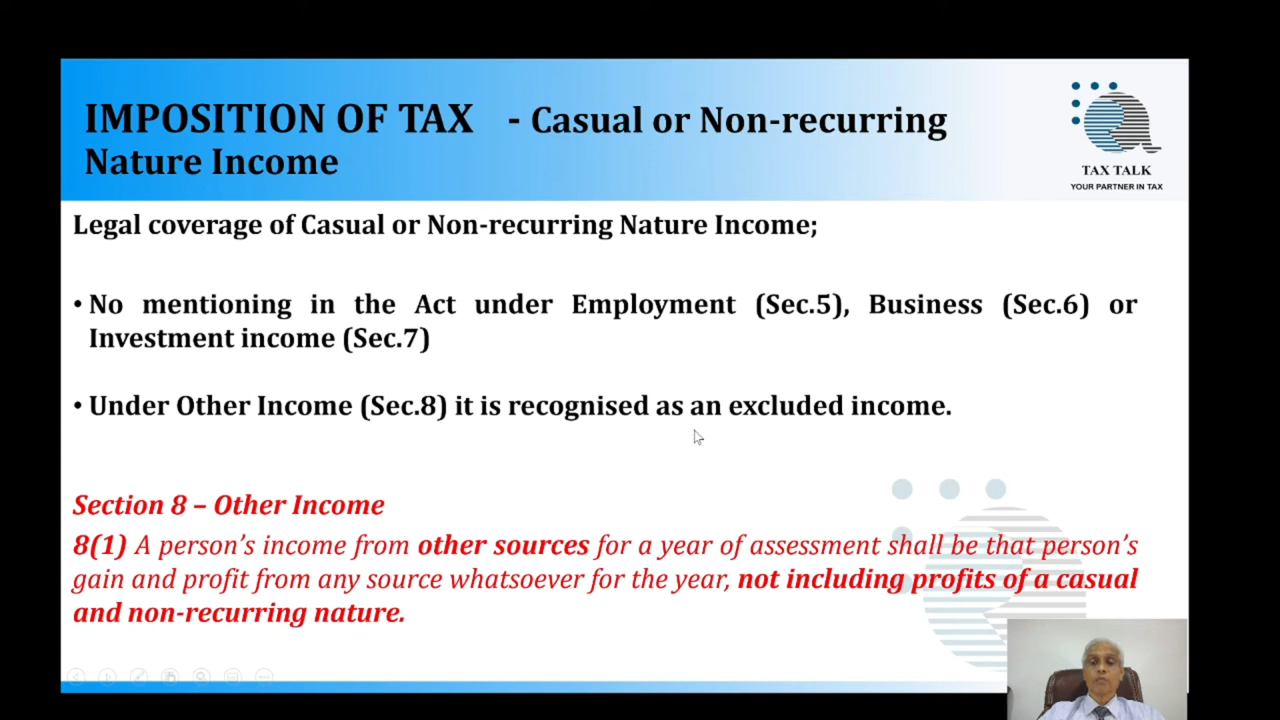 IMPOSITION OF TAX - Casual or Non-recurring
Nature Income
TAX TALK
YOUR PARTNER IN TAX
Legal coverage of Casual or Non-recurring Nature Income;
• No mentioning in the Act under Employment (Sec.5), Business (Sec.6) or
Investment income (Sec.7)
• Under Other Income (Sec.8) it is recognised as an excluded income.
Section 8 – Other Income
8(1) A person's income from other sources for a year of assessment shall be that person's
gain and profit from any source whatsoever for the year, not including profits of a casual
and non-recurring nature.